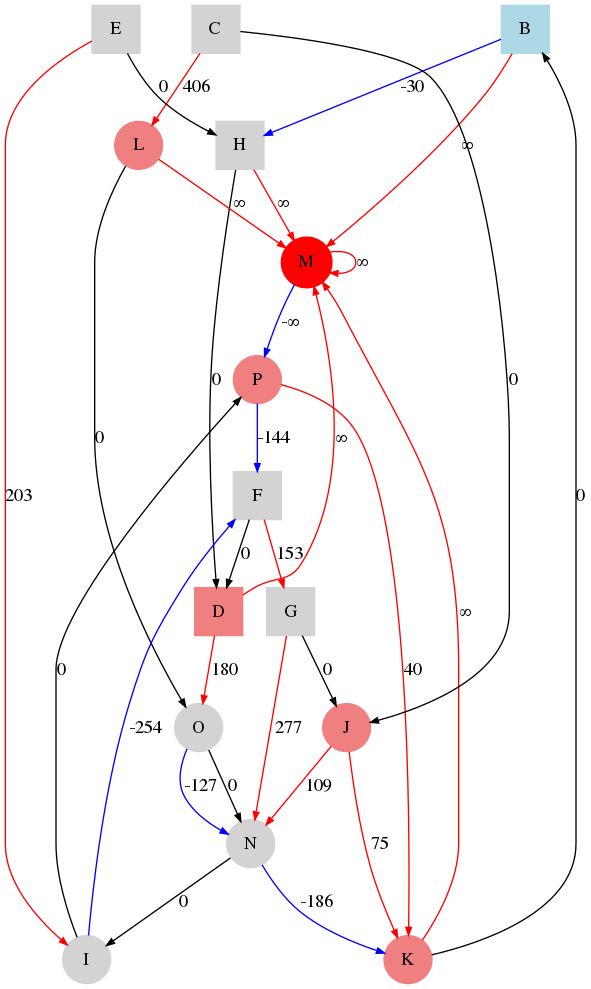 E C B
0 406 -30
∞
L H
∞ ∞
M ∞
-∞
P 0 0
0 -144 ∞
F
203 0 153
D G ∞
0 180 0 40
-254 O 277 J
-127 0 109 75
N
0 -186
I K
0